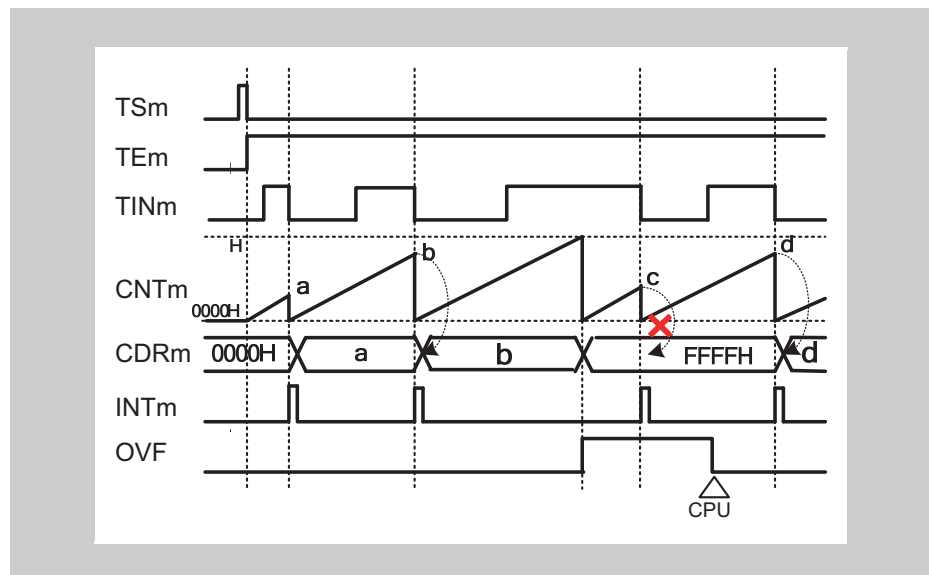 TSm
TEm
TINm
H
b
d
CNTm
a
c
0000H
CDRm 0000H a b FFFFH d
INTm
OVF
CPU